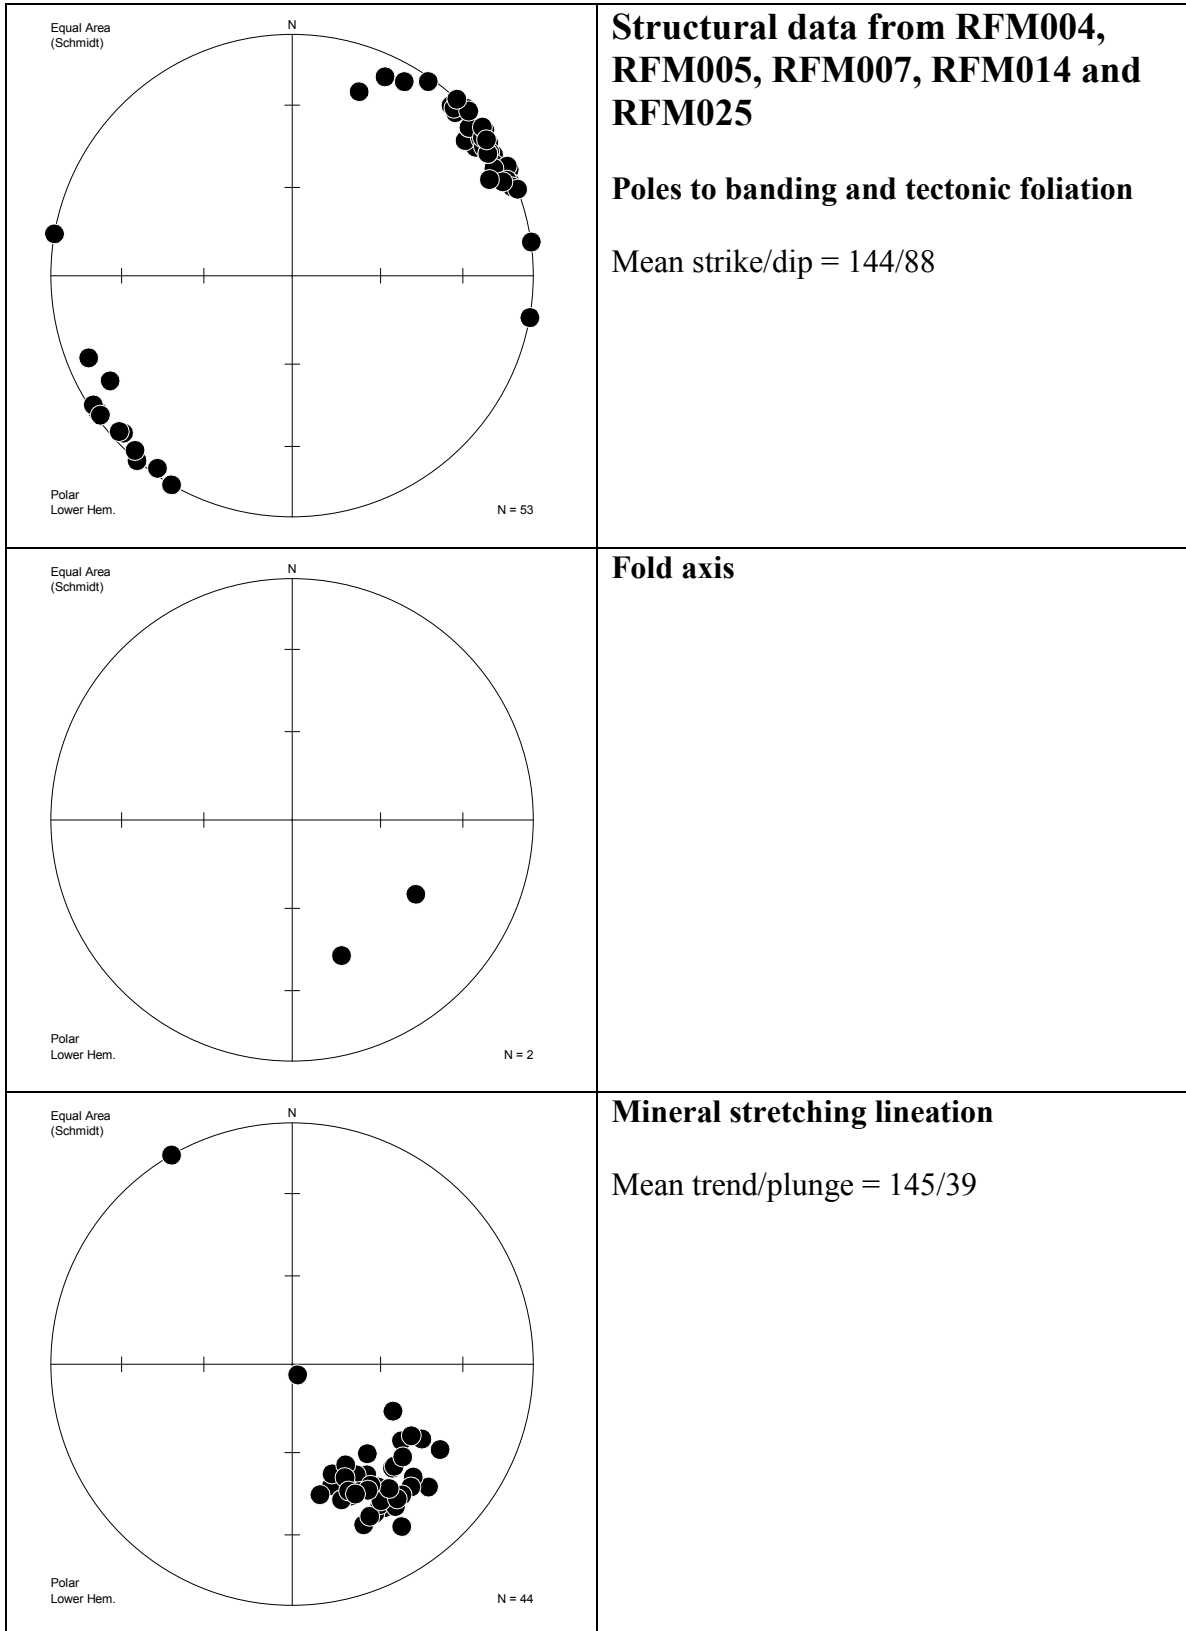 Equal Area
(Schmidt)
N
Polar
Lower Hem.
N = 53
Structural data from RFM004,
RFM005, RFM007, RFM014 and
RFM025
Poles to banding and tectonic foliation
Mean strike/dip = 144/88
Equal Area
(Schmidt)
N
Polar
Lower Hem.
N = 2
Fold axis
Equal Area
(Schmidt)
N
Polar
Lower Hem.
N = 44
Mineral stretching lineation
Mean trend/plunge = 145/39